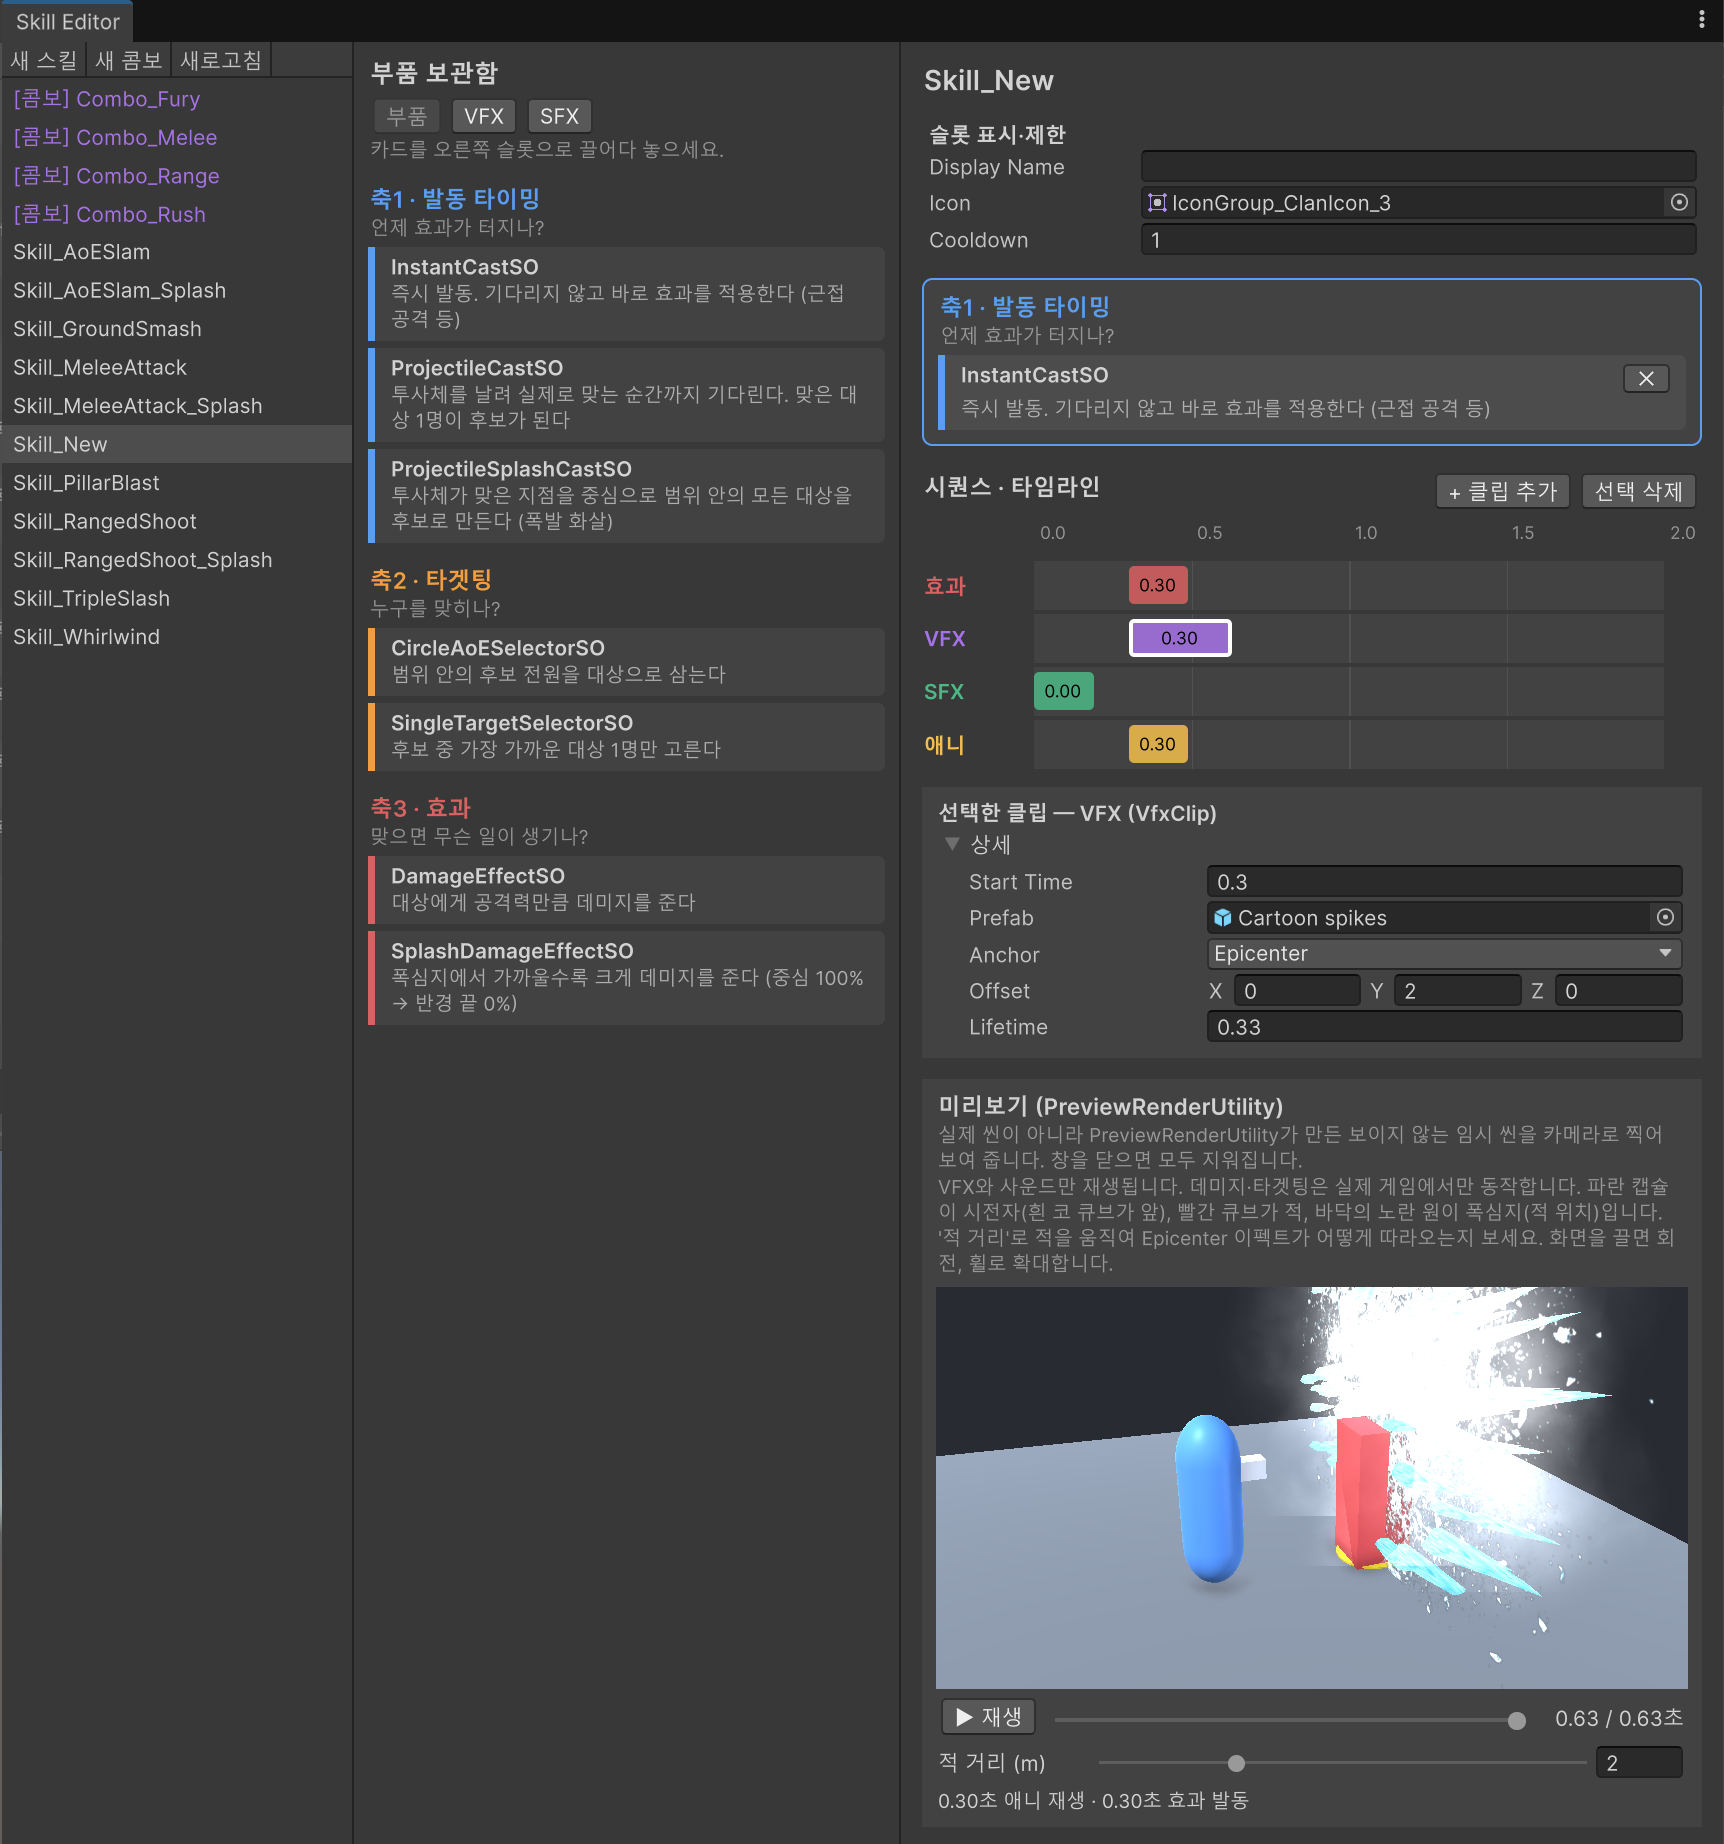 Skill Editor
새 스킬
새 콤보
새로고침
[콤보] Combo_Fury
[콤보] Combo_Melee
[콤보] Combo_Range
[콤보] Combo_Rush
Skill_AoESlam
Skill_AoESlam_Splash
Skill_GroundSmash
Skill_MeleeAttack
Skill_MeleeAttack_Splash
Skill_New
Skill_PillarBlast
Skill_RangedShoot
Skill_RangedShoot_Splash
Skill_TripleSlash
Skill_Whirlwind
부품 보관함
부품 VFX SFX
카드를 오른쪽 슬롯으로 끌어다 놓으세요.
축1 · 발동 타이밍
언제 효과가 터지나?
InstantCastSO
즉시 발동. 기다리지 않고 바로 효과를 적용한다 (근접
공격 등)
ProjectileCastSO
투사체를 날려 실제로 맞는 순간까지 기다린다. 맞은 대
상 1명이 후보가 된다
ProjectileSplashCastSO
투사체가 맞은 지점을 중심으로 범위 안의 모든 대상을
후보로 만든다 (폭발 화살)
축2 · 타겟팅
누구를 맞히나?
CircleAoESelectorSO
범위 안의 후보 전원을 대상으로 삼는다
SingleTargetSelectorSO
후보 중 가장 가까운 대상 1명만 고른다
축3 · 효과
맞으면 무슨 일이 생기나?
DamageEffectSO
대상에게 공격력만큼 데미지를 준다
SplashDamageEffectSO
폭심지에서 가까울수록 크게 데미지를 준다 (중심 100%
→ 반경 끝 0%)
Skill_New
슬롯 표시·제한
Display Name
Icon IconGroup_ClanIcon_3
Cooldown 1
축1 · 발동 타이밍
언제 효과가 터지나?
InstantCastSO
즉시 발동. 기다리지 않고 바로 효과를 적용한다 (근접 공격 등)
시퀀스 · 타임라인 + 클립 추가 선택 삭제
0.0 0.5 1.0 1.5 2.0
효과 0.30
VFX 0.30
SFX 0.00
애니 0.30
선택한 클립 — VFX (VfxClip)
▼ 상세
Start Time 0.3
Prefab Cartoon spikes
Anchor Epicenter
Offset X 0 Y 2 Z 0
Lifetime 0.33
미리보기 (PreviewRenderUtility)
실제 씬이 아니라 PreviewRenderUtility가 만든 보이지 않는 임시 씬을 카메라로 찍어
보여 줍니다. 창을 닫으면 모두 지워집니다.
VFX와 사운드만 재생됩니다. 데미지·타겟팅은 실제 게임에서만 동작합니다. 파란 캡슐
이 시전자(흰 코 큐브가 앞), 빨간 큐브가 적, 바닥의 노란 원이 폭심지(적 위치)입니다.
'적 거리'로 적을 움직여 Epicenter 이펙트가 어떻게 따라오는지 보세요. 화면을 끌면 회
전, 휠로 확대합니다.
▶ 재생 0.63 / 0.63초
적 거리 (m) 2
0.30초 애니 재생 · 0.30초 효과 발동